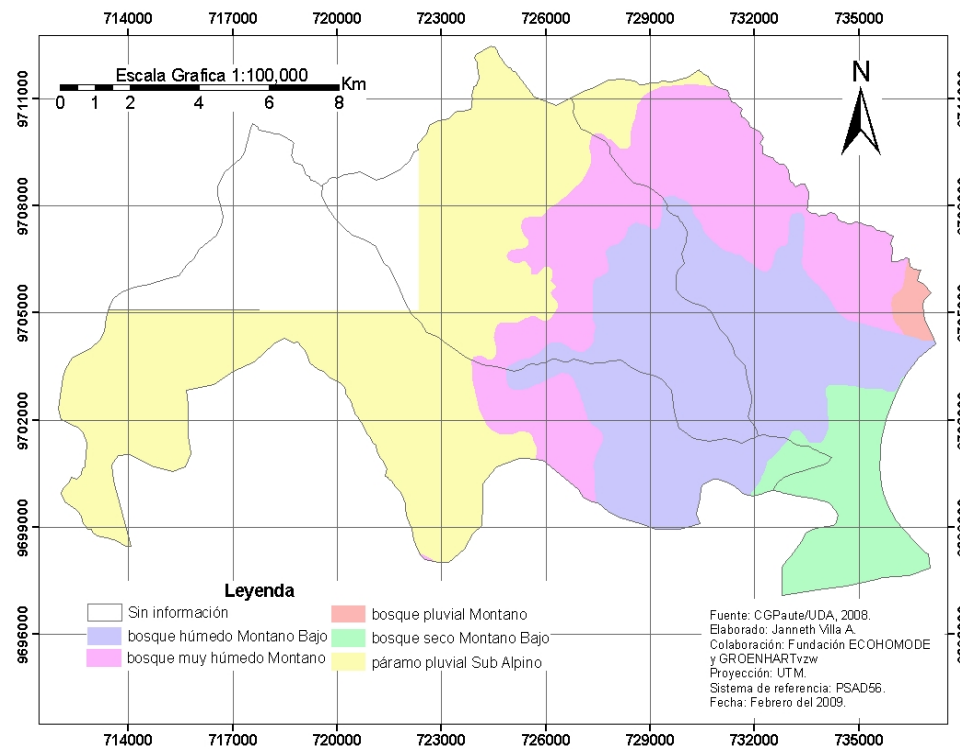 714000 717000 720000 723000 726000 729000 732000 735000
Escala Grafica 1:100,000
Km
0 1 2 4 6 8
N
9711000
9708000
9705000
9702000
9699000
9696000
Leyenda
Sin información
bosque húmedo Montano Bajo
bosque muy húmedo Montano
bosque pluvial Montano
bosque seco Montano Bajo
páramo pluvial Sub Alpino
Fuente: CGPaute/UDA, 2008.
Elaborado: Janneth Villa A.
Colaboración: Fundación ECOHOMODE
y GROENHARTvzw
Proyección: UTM.
Sistema de referencia: PSAD56.
Fecha: Febrero del 2009.
714000 717000 720000 723000 726000 729000 732000 735000